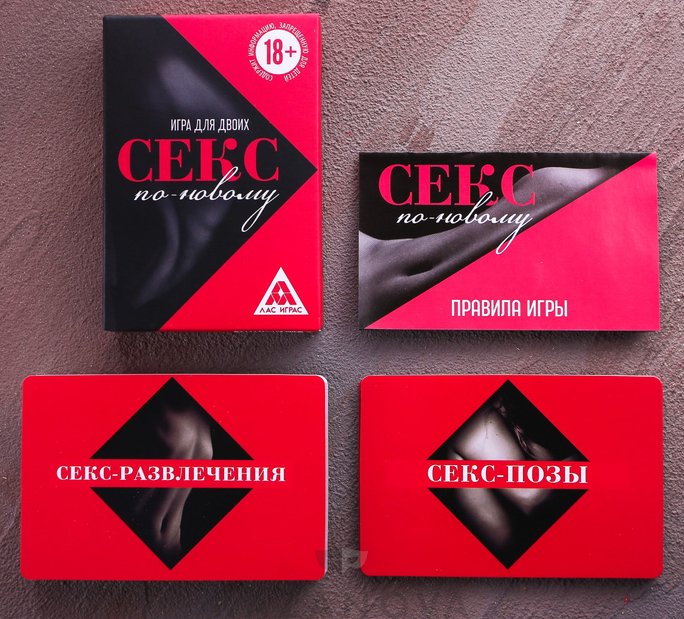 18+
СОДЕРЖИТ ИНФОРМАЦИЮ, ЗАПРЕЩЕННУЮ ДЛЯ ДЕТЕЙ
ИГРА ДЛЯ ДВОИХ
СЕКС
по-новому
ЛАС ИГРАС
СЕКС
по-новому
ПРАВИЛА ИГРЫ
СЕКС-РАЗВЛЕЧЕНИЯ
СЕКС-ПОЗЫ